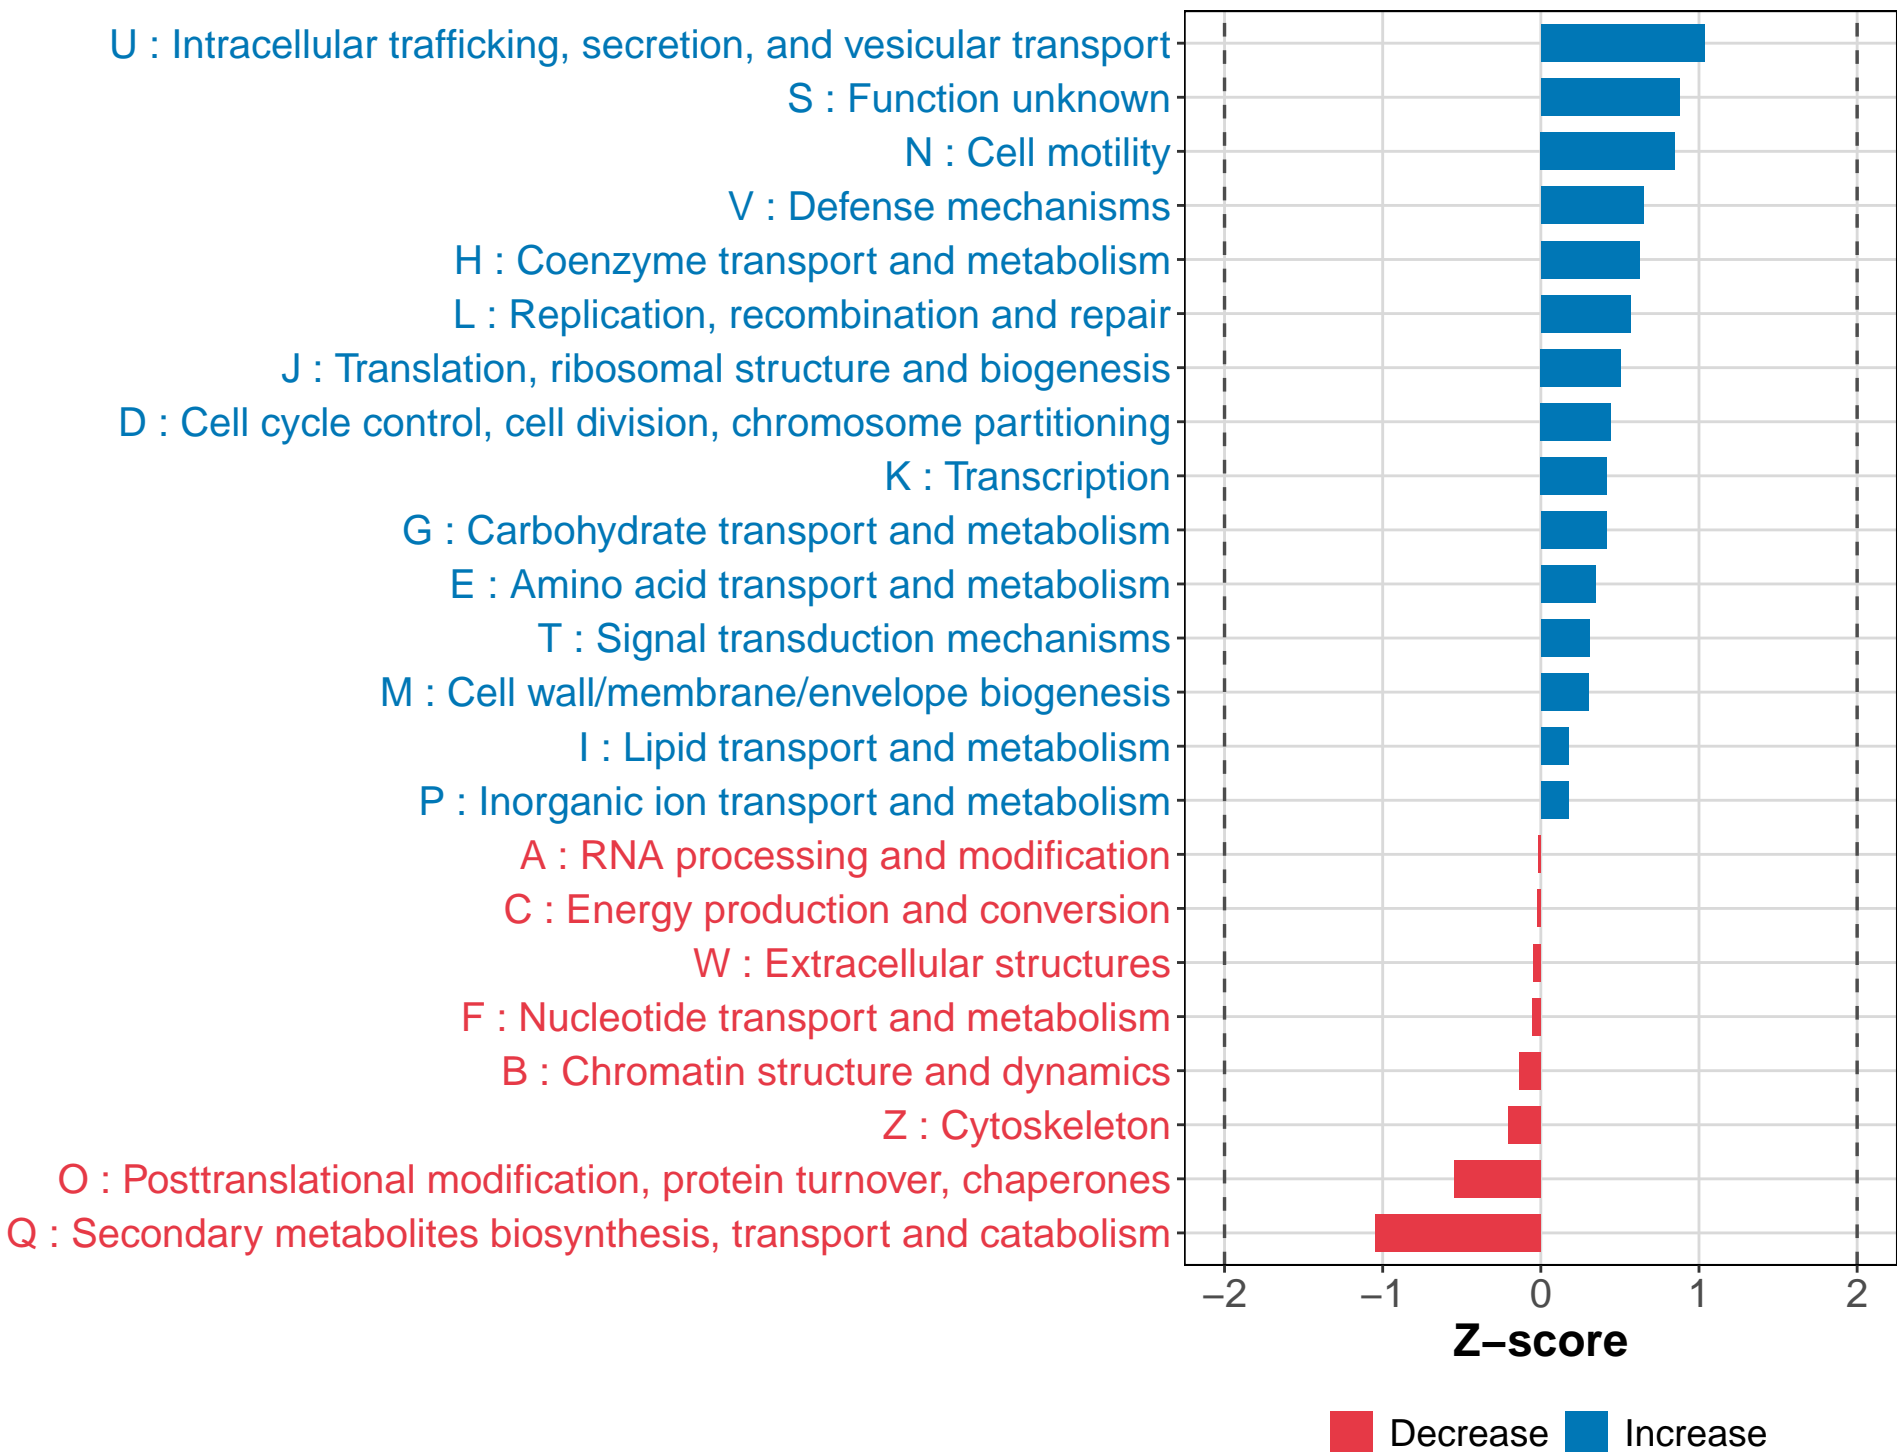 U : Intracellular trafficking, secretion, and vesicular transport
S : Function unknown
N : Cell motility
V : Defense mechanisms
H : Coenzyme transport and metabolism
L : Replication, recombination and repair
J : Translation, ribosomal structure and biogenesis
D : Cell cycle control, cell division, chromosome partitioning
K : Transcription
G : Carbohydrate transport and metabolism
E : Amino acid transport and metabolism
T : Signal transduction mechanisms
M : Cell wall/membrane/envelope biogenesis
I : Lipid transport and metabolism
P : Inorganic ion transport and metabolism
A : RNA processing and modification
C : Energy production and conversion
W : Extracellular structures
F : Nucleotide transport and metabolism
B : Chromatin structure and dynamics
Z : Cytoskeleton
O : Posttranslational modification, protein turnover, chaperones
Q : Secondary metabolites biosynthesis, transport and catabolism
−2 −1 0 1 2
Z−score
Decrease Increase